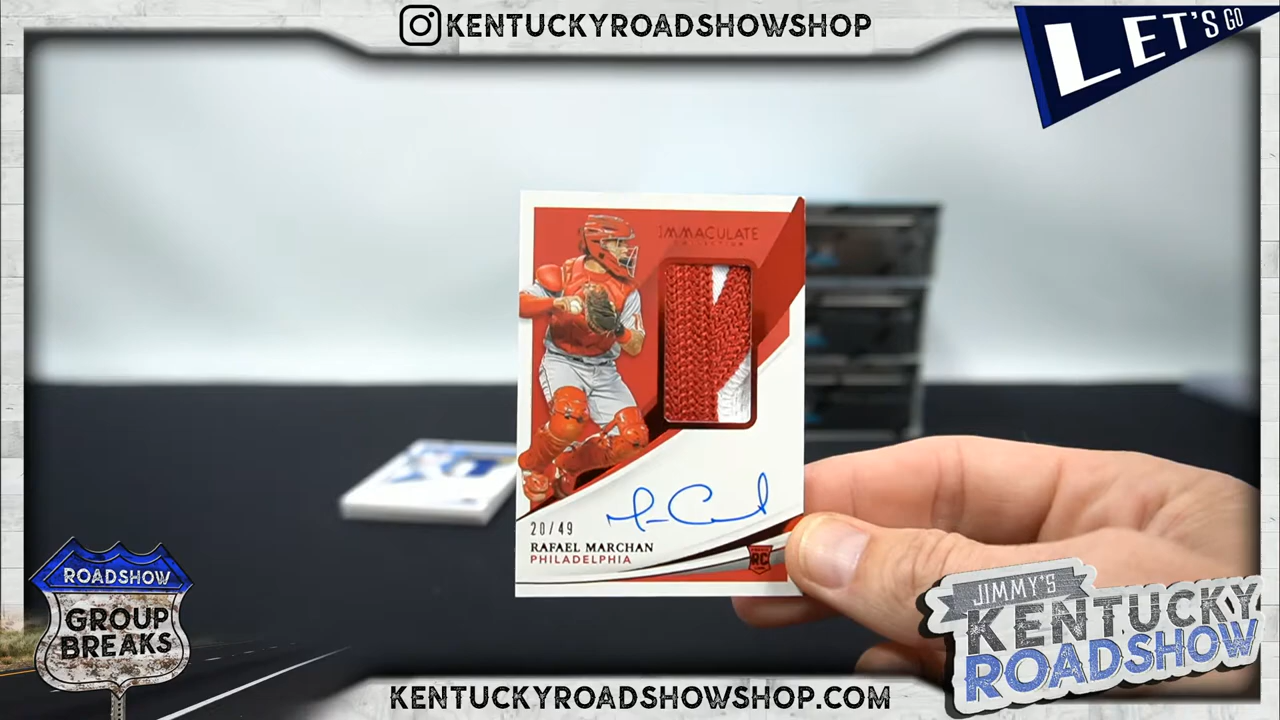 KENTUCKYROADSHOWSHOP
LET'S GO
IMMACULATE
COLLECTION
20/49
RAFAEL MARCHAN
PHILADELPHIA
RC
ROADSHOW
GROUP
BREAKS
JIMMY'S
KENTUCKY
ROADSHOW
KENTUCKYROADSHOWSHOP.COM